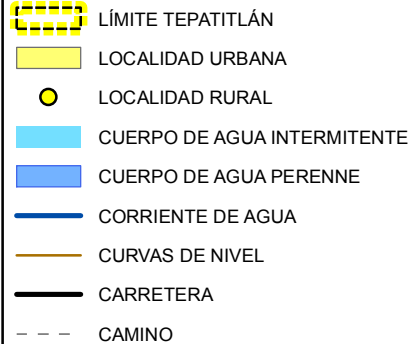 LÍMITE TEPATITLÁN
LOCALIDAD URBANA
LOCALIDAD RURAL
CUERPO DE AGUA INTERMITENTE
CUERPO DE AGUA PERENNE
CORRIENTE DE AGUA
CURVAS DE NIVEL
CARRETERA
CAMINO